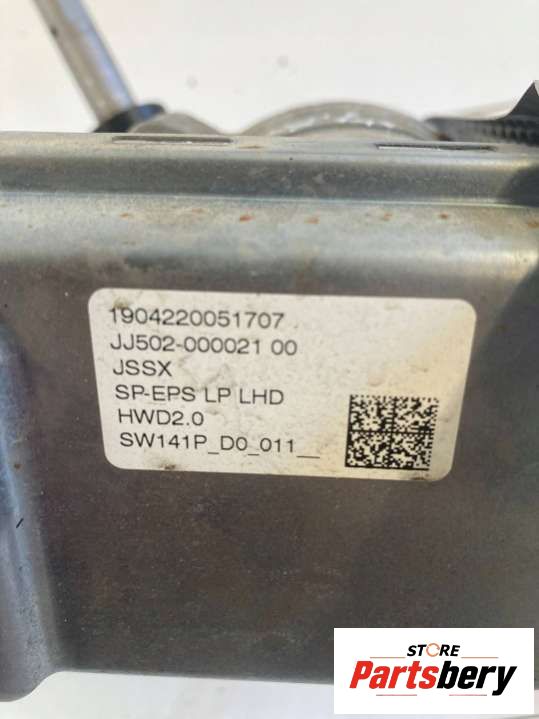 1904220051707
JJ502-000021 00
JSSX
SP-EPS LP LHD
HWD2.0
SW141P_D0_011__
STORE
Partsbery